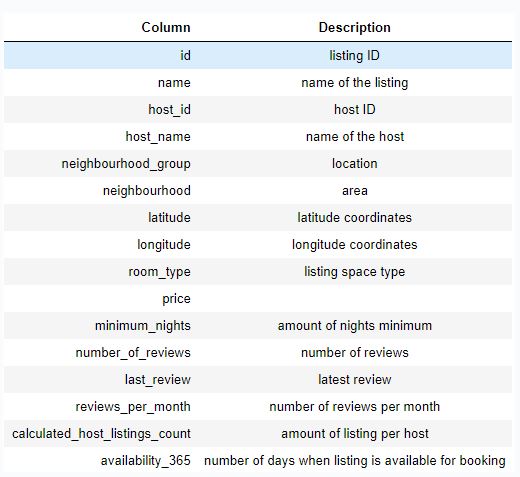 Column Description
id listing ID
name name of the listing
host_id host ID
host_name name of the host
neighbourhood_group location
neighbourhood area
latitude latitude coordinates
longitude longitude coordinates
room_type listing space type
price
minimum_nights amount of nights minimum
number_of_reviews number of reviews
last_review latest review
reviews_per_month number of reviews per month
calculated_host_listings_count amount of listing per host
availability_365 number of days when listing is available for booking